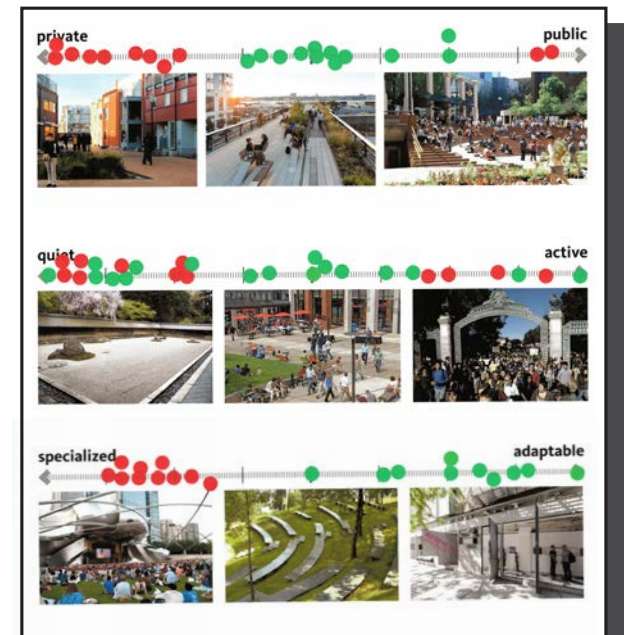 private
public
quiet
active
specialized
adaptable